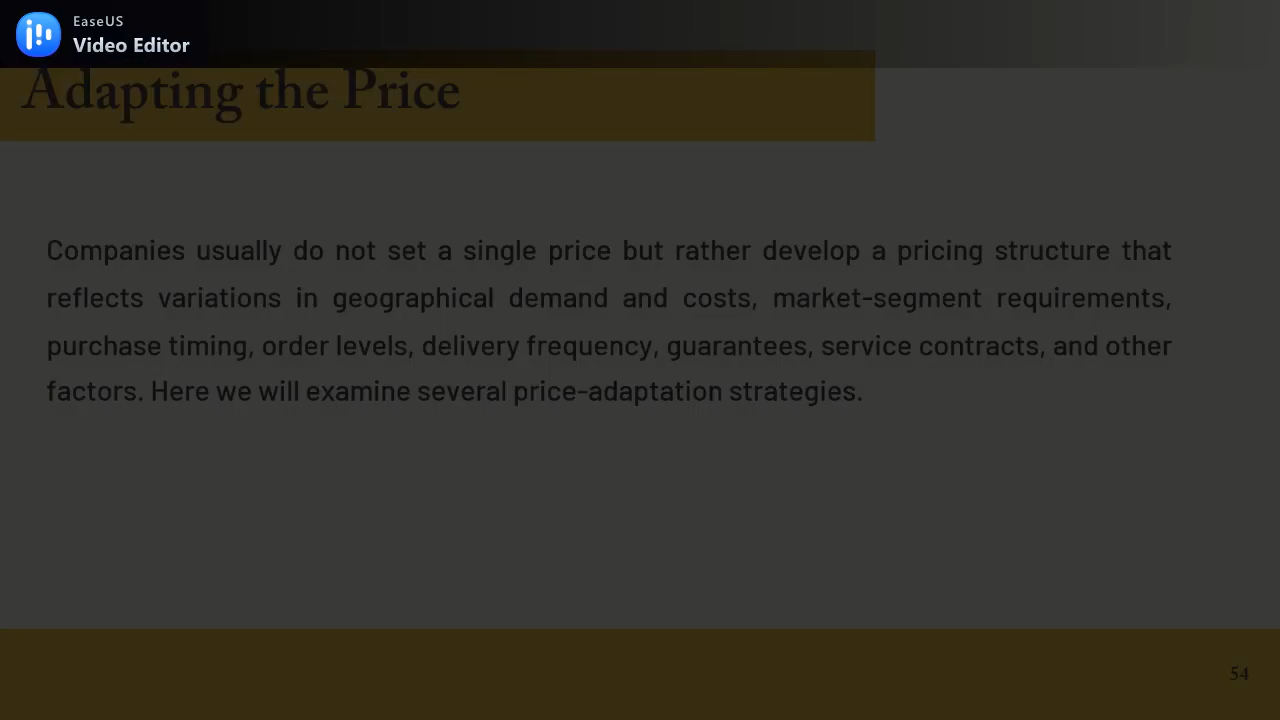 EaseUS
Video Editor
Adapting the Price
Companies usually do not set a single price but rather develop a pricing structure that
reflects variations in geographical demand and costs, market-segment requirements,
purchase timing, order levels, delivery frequency, guarantees, service contracts, and other
factors. Here we will examine several price-adaptation strategies.
54